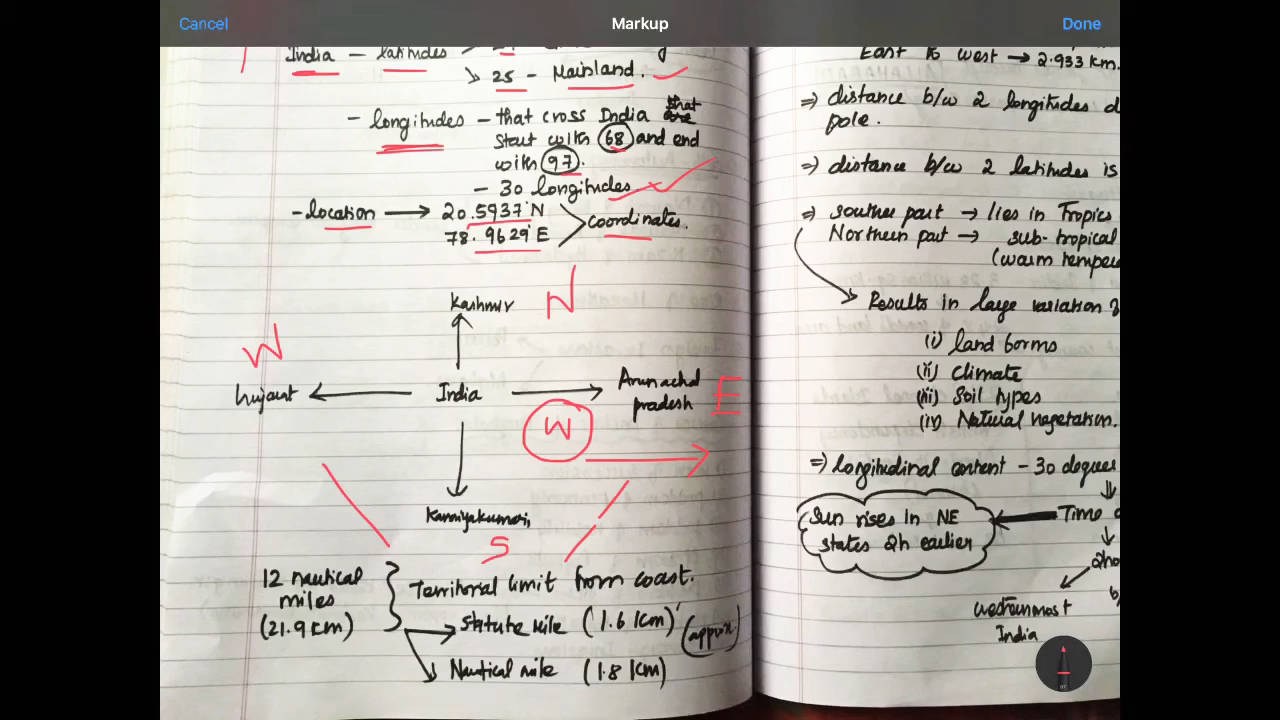 Cancel
Markup
Done
India – latitudes
25 – Mainland.
– longitudes – that cross India that
start with 68 and end
with 97.
– 30 longitudes
– location → 20.5937°N
78.9629°E
coordinates.
Kashmir
N
W
Gujarat
India
Arunachal
pradesh
E
W
Kanniyakumari,
S
12 nautical
miles
(21.9 km)
Territorial limit from coast.
Statute mile (1.6 km)
(approx.)
Nautical mile (1.8 km)
East to west → 2.933 km.
⇒ distance b/w 2 longitudes d
pole.
⇒ distance b/w 2 latitudes is
⇒ souther part → lies in Tropics
Northern part → sub-tropical
(warm tempe
Results in large variation of
(i) land forms
(ii) climate
(iii) Soil types
(iv) Natural vegetation.
⇒ longitudinal extent – 30 degree
Time
Sun rises in NE
states 2h earlier
2ho
westernmost
India
b/